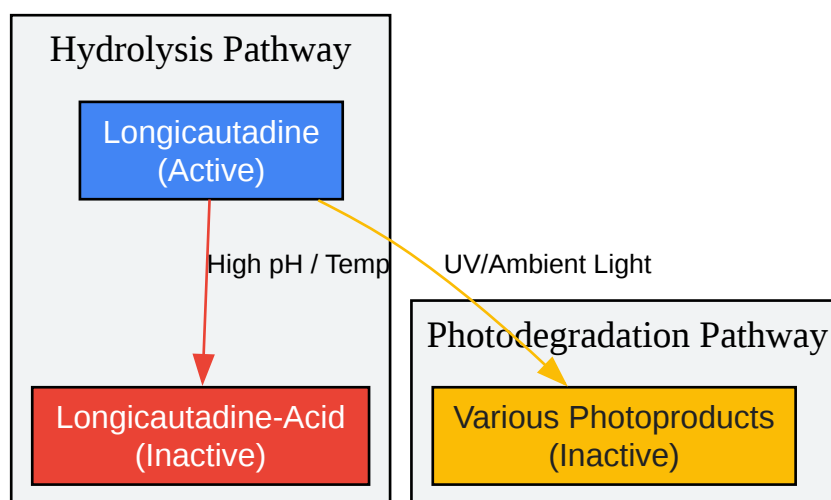 Hydrolysis Pathway
Longicautadine
(Active)
High pH / Temp
UV/Ambient Light
Photodegradation Pathway
Longicautadine-Acid
(Inactive)
Various Photoproducts
(Inactive)